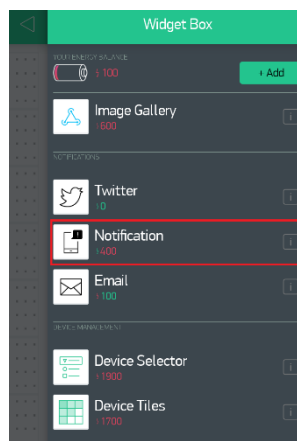 Widget Box
YOUR ENERGY BALANCE
100
+ Add
Image Gallery
600
NOTIFICATIONS
Twitter
0
Notification
400
Email
100
DEVICE MANAGEMENT
Device Selector
1900
Device Tiles
1700